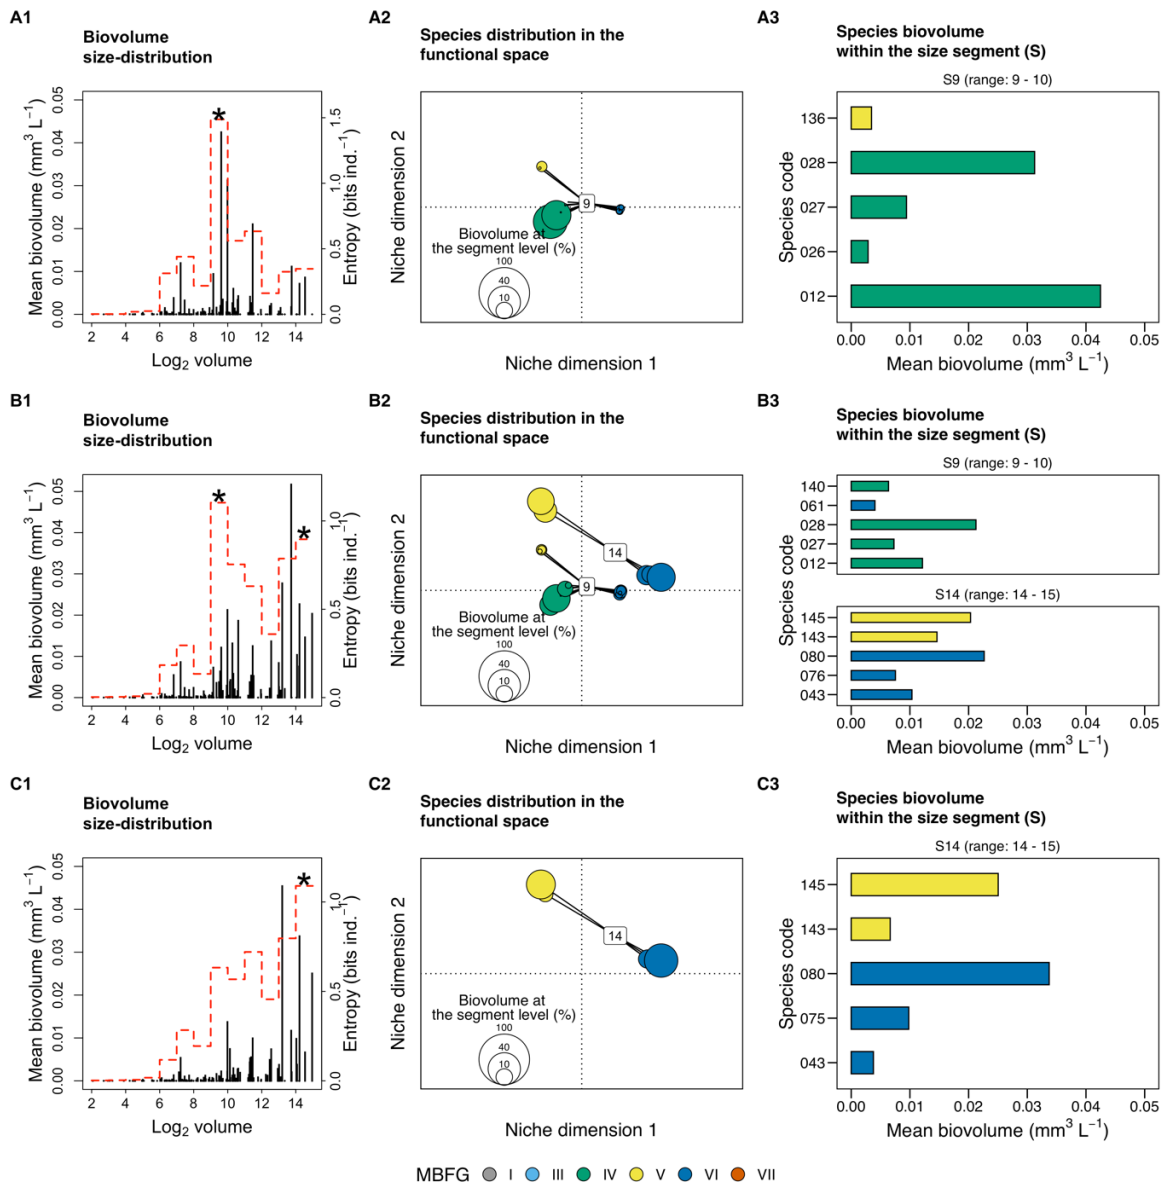 A1
Biovolume
size-distribution
Mean biovolume (mm³ L⁻¹)
0.00 0.01 0.02 0.03 0.04 0.05
*
0.0 0.5 1.0 1.5
Entropy (bits ind.⁻¹)
2 4 6 8 10 12 14
Log₂ volume
A2
Species distribution in the
functional space
Niche dimension 2
9
Biovolume at
the segment level (%)
100
40
10
Niche dimension 1
A3
Species biovolume
within the size segment (S)
S9 (range: 9 - 10)
Species code
136
028
027
026
012
0.00 0.01 0.02 0.03 0.04 0.05
Mean biovolume (mm³ L⁻¹)
B1
Biovolume
size-distribution
Mean biovolume (mm³ L⁻¹)
0.00 0.01 0.02 0.03 0.04 0.05
* *
0.0 0.5 1.0
Entropy (bits ind.⁻¹)
2 4 6 8 10 12 14
Log₂ volume
B2
Species distribution in the
functional space
Niche dimension 2
14
9
Biovolume at
the segment level (%)
100
40
10
Niche dimension 1
B3
Species biovolume
within the size segment (S)
S9 (range: 9 - 10)
Species code
140
061
028
027
012
S14 (range: 14 - 15)
145
143
080
076
043
0.00 0.01 0.02 0.03 0.04 0.05
Mean biovolume (mm³ L⁻¹)
C1
Biovolume
size-distribution
Mean biovolume (mm³ L⁻¹)
0.00 0.01 0.02 0.03 0.04 0.05
*
0.0 0.5 1.0
Entropy (bits ind.⁻¹)
2 4 6 8 10 12 14
Log₂ volume
C2
Species distribution in the
functional space
Niche dimension 2
14
Biovolume at
the segment level (%)
100
40
10
Niche dimension 1
C3
Species biovolume
within the size segment (S)
S14 (range: 14 - 15)
Species code
145
143
080
075
043
0.00 0.01 0.02 0.03 0.04 0.05
Mean biovolume (mm³ L⁻¹)
MBFG I III IV V VI VII